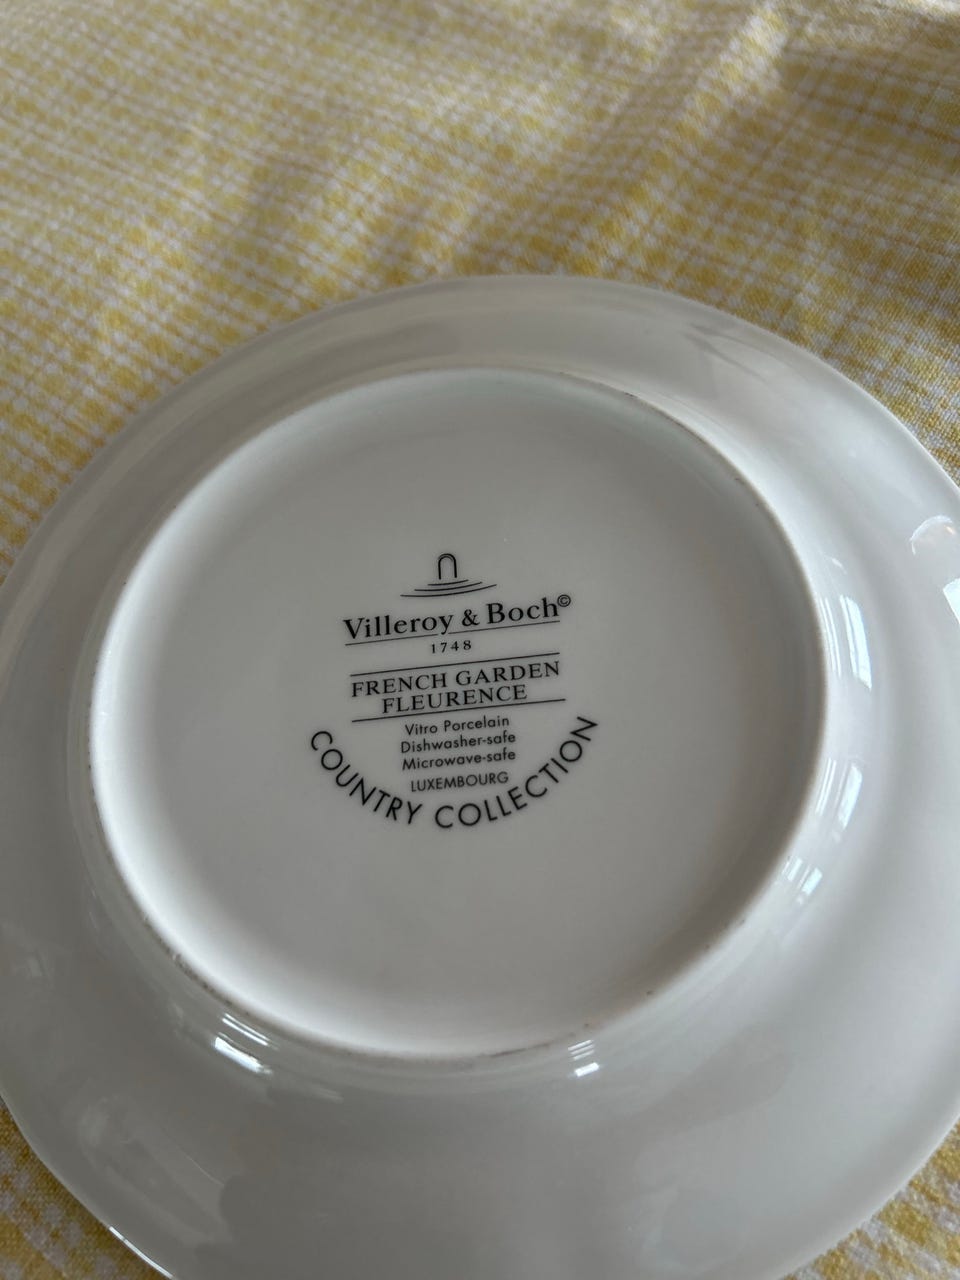 Villeroy & Boch©
1748
FRENCH GARDEN
FLEURENCE
Vitro Porcelain
Dishwasher-safe
Microwave-safe
LUXEMBOURG
COUNTRY COLLECTION